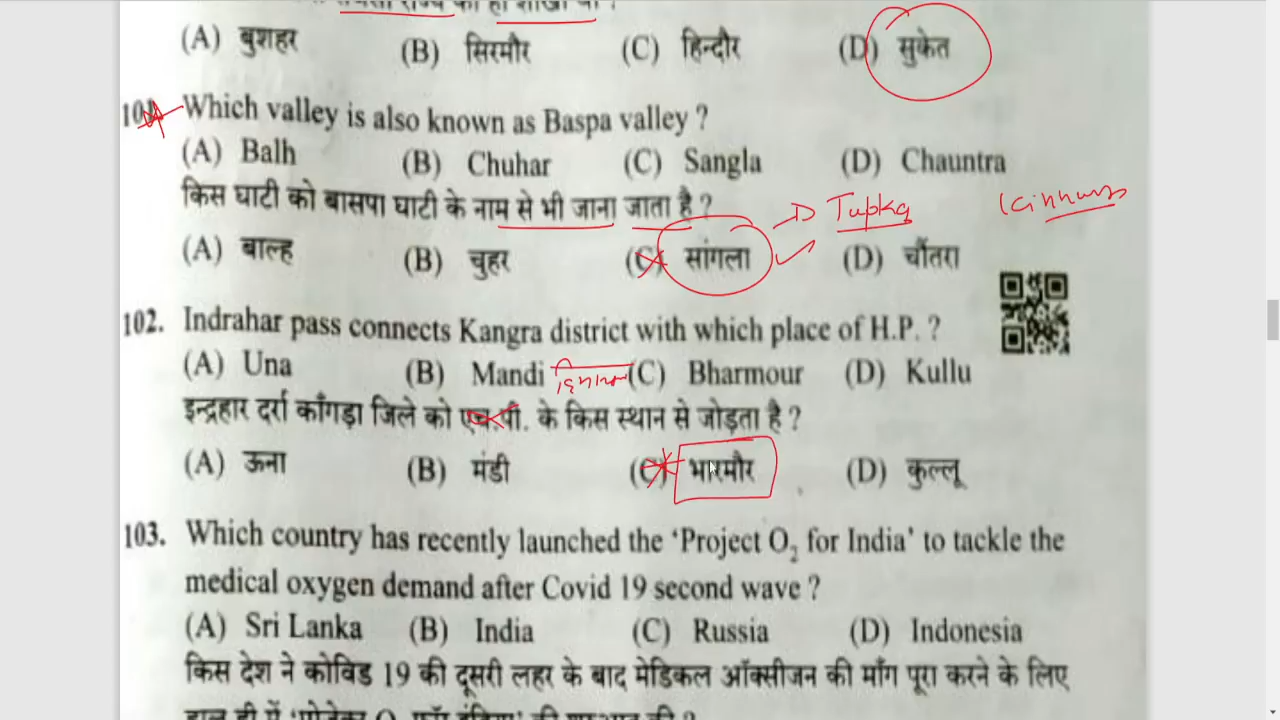 (A) बुशहर (B) सिरमौर (C) हिन्दौर (D) सुकेत
Which valley is also known as Baspa valley ?
(A) Balh (B) Chuhar (C) Sangla (D) Chauntra
किस घाटी को बासपा घाटी के नाम से भी जाना जाता है ?
Tupka
(A) बाल्ह (B) चुहर (C) सांगला (D) चौंतरा
102. Indrahar pass connects Kangra district with which place of H.P. ?
(A) Una (B) Mandi (C) Bharmour (D) Kullu
इन्द्रहार दर्रा काँगड़ा जिले को एच.पी. के किस स्थान से जोड़ता है ?
(A) ऊना (B) मंडी (C) भारमौर (D) कुल्लू
103. Which country has recently launched the ‘Project O₂ for India’ to tackle the
medical oxygen demand after Covid 19 second wave ?
(A) Sri Lanka (B) India (C) Russia (D) Indonesia
किस देश ने कोविड 19 की दूसरी लहर के बाद मेडिकल ऑक्सीजन की माँग पूरा करने के लिए